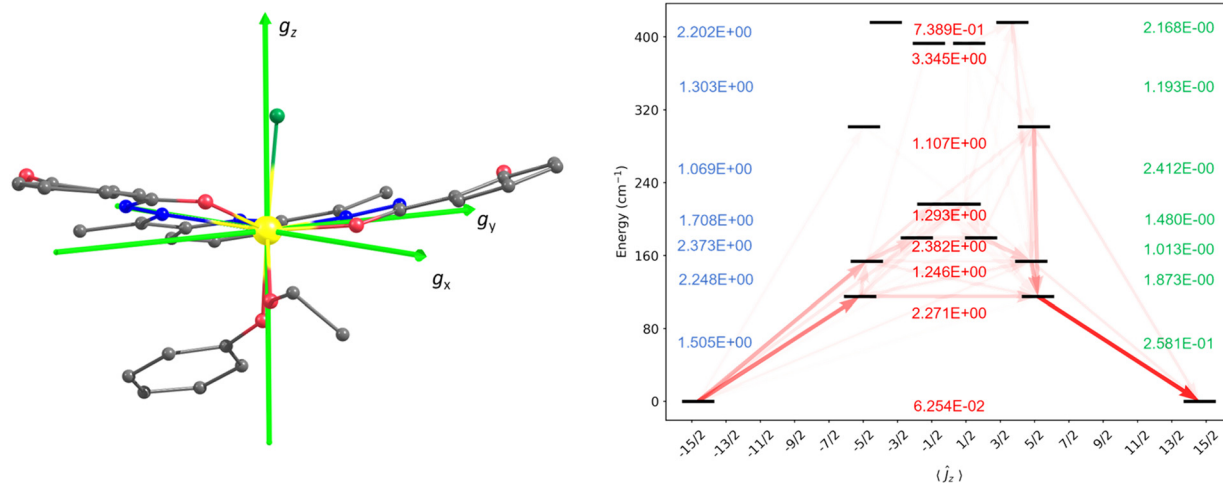 g_z
g_y
g_x
Energy (cm⁻¹)
400
320
240
160
80
0
2.202E+00
1.303E+00
1.069E+00
1.708E+00
2.373E+00
2.248E+00
1.505E+00
7.389E-01
3.345E+00
1.107E+00
1.293E+00
2.382E+00
1.246E+00
2.271E+00
6.254E-02
2.168E-00
1.193E-00
2.412E-00
1.480E-00
1.013E-00
1.873E-00
2.581E-01
-15/2 -13/2 -11/2 -9/2 -7/2 -5/2 -3/2 -1/2 1/2 3/2 5/2 7/2 9/2 11/2 13/2 15/2
⟨ ĵ_z ⟩